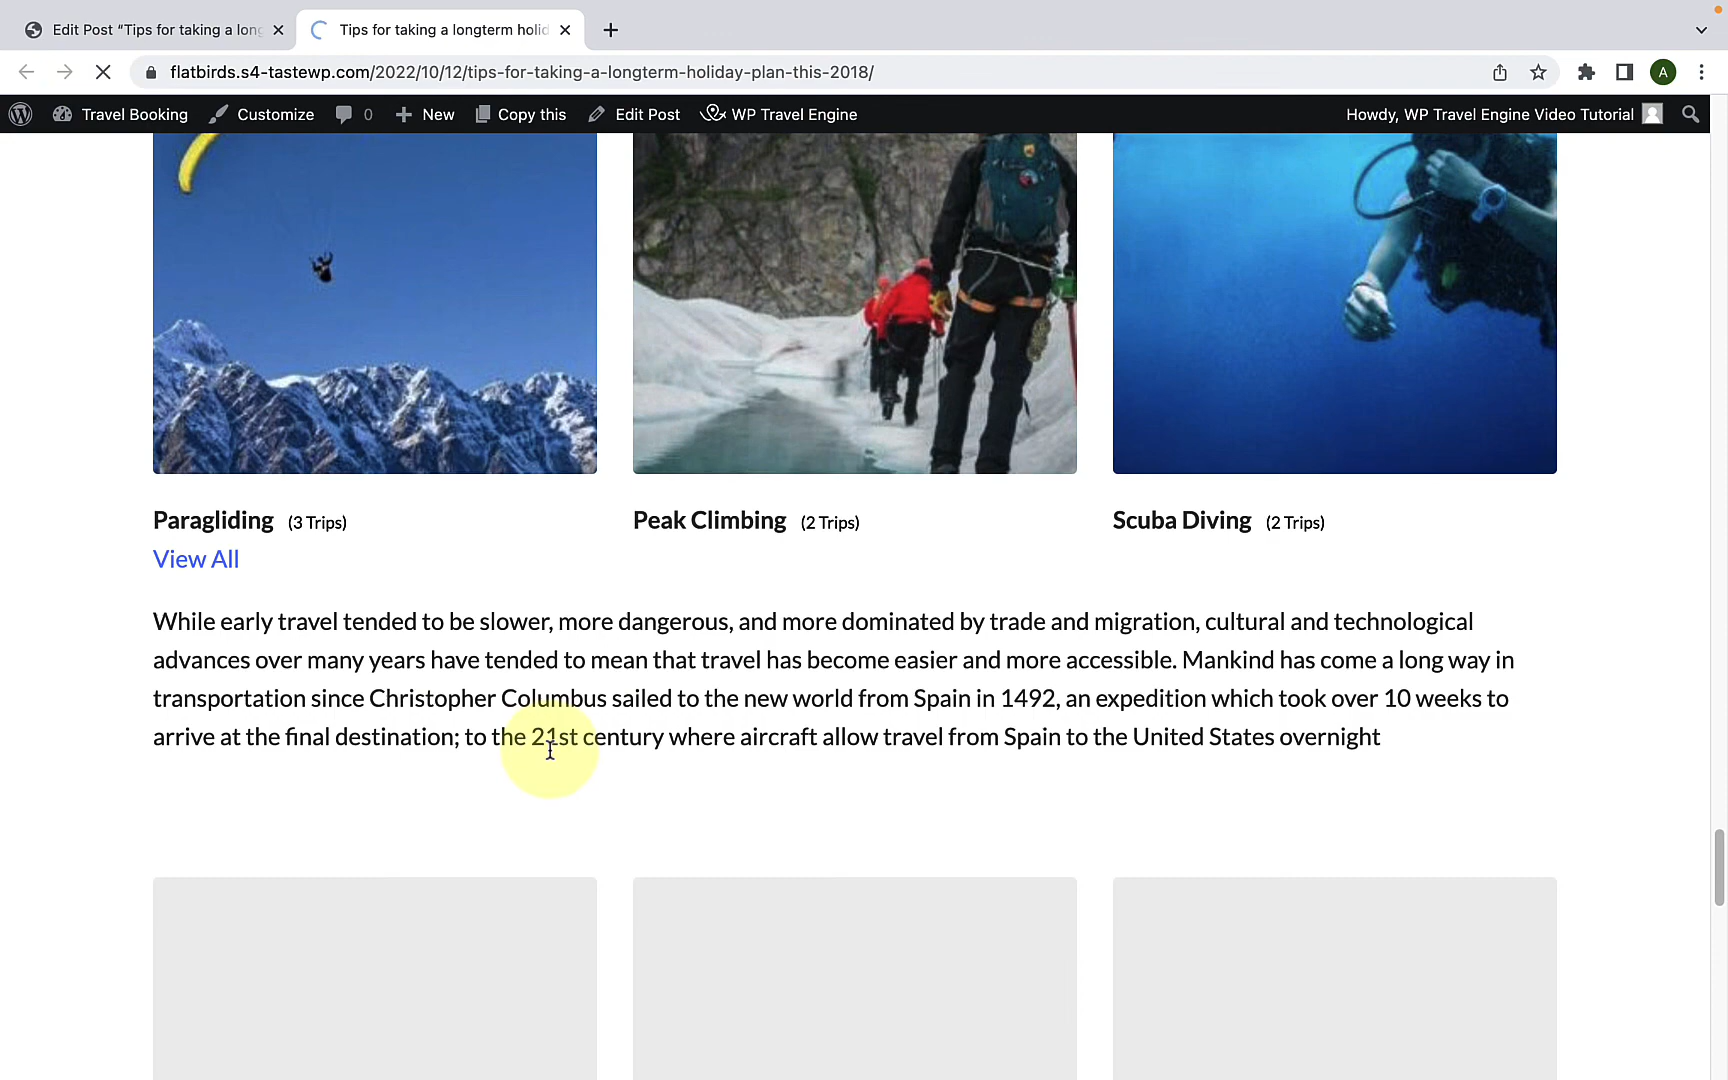 Edit Post “Tips for taking a long
Tips for taking a longterm holid
flatbirds.s4-tastewp.com/2022/10/12/tips-for-taking-a-longterm-holiday-plan-this-2018/
A
Travel Booking
Customize
0
New
Copy this
Edit Post
WP Travel Engine
Howdy, WP Travel Engine Video Tutorial
Paragliding (3 Trips)
Peak Climbing (2 Trips)
Scuba Diving (2 Trips)
View All
While early travel tended to be slower, more dangerous, and more dominated by trade and migration, cultural and technological
advances over many years have tended to mean that travel has become easier and more accessible. Mankind has come a long way in
transportation since Christopher Columbus sailed to the new world from Spain in 1492, an expedition which took over 10 weeks to
arrive at the final destination; to the 21st century where aircraft allow travel from Spain to the United States overnight